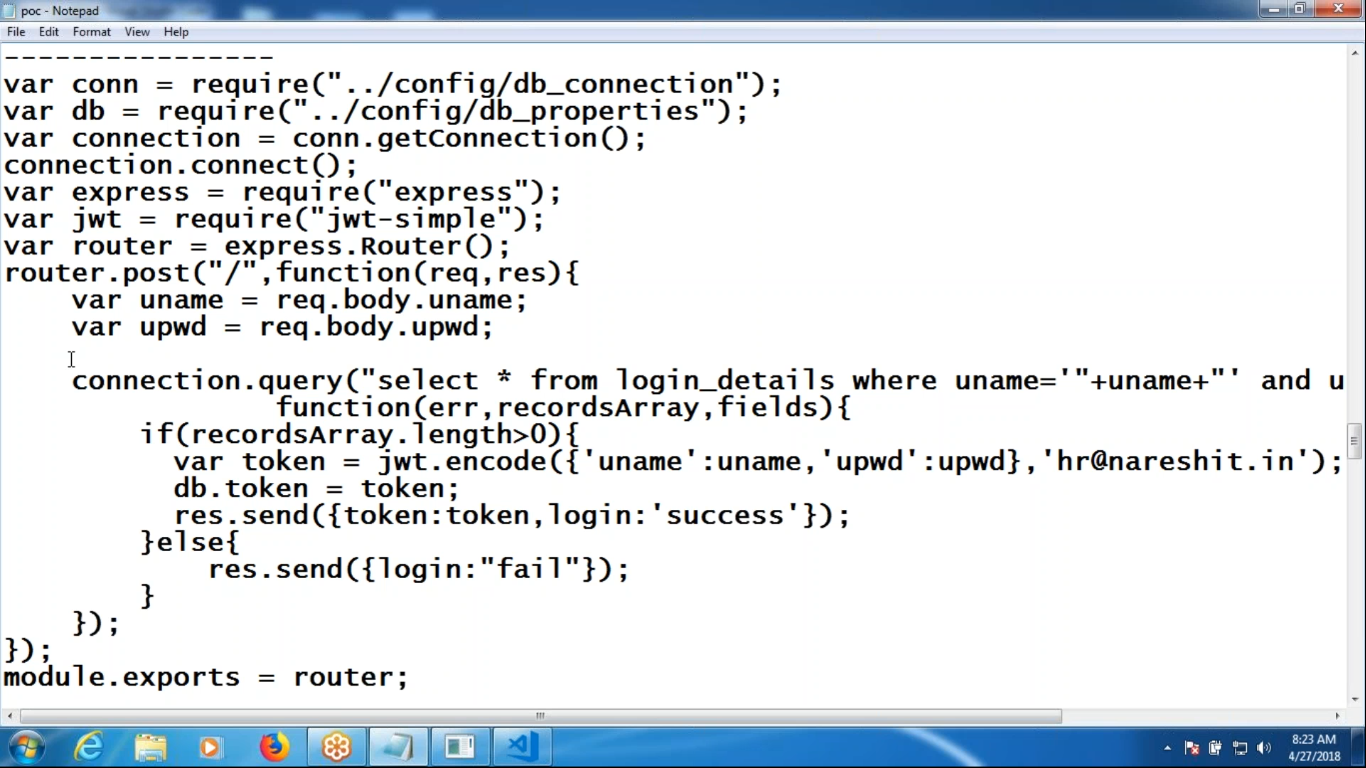 poc - Notepad
File Edit Format View Help
----------------
var conn = require("../config/db_connection");
var db = require("../config/db_properties");
var connection = conn.getConnection();
connection.connect();
var express = require("express");
var jwt = require("jwt-simple");
var router = express.Router();
router.post("/",function(req,res){
var uname = req.body.uname;
var upwd = req.body.upwd;
connection.query("select * from login_details where uname='"+uname+"' and u
function(err,recordsArray,fields){
if(recordsArray.length>0){
var token = jwt.encode({'uname':uname,'upwd':upwd},'hr@nareshit.in');
db.token = token;
res.send({token:token,login:'success'});
}else{
res.send({login:"fail"});
}
});
});
module.exports = router;
8:23 AM
4/27/2018